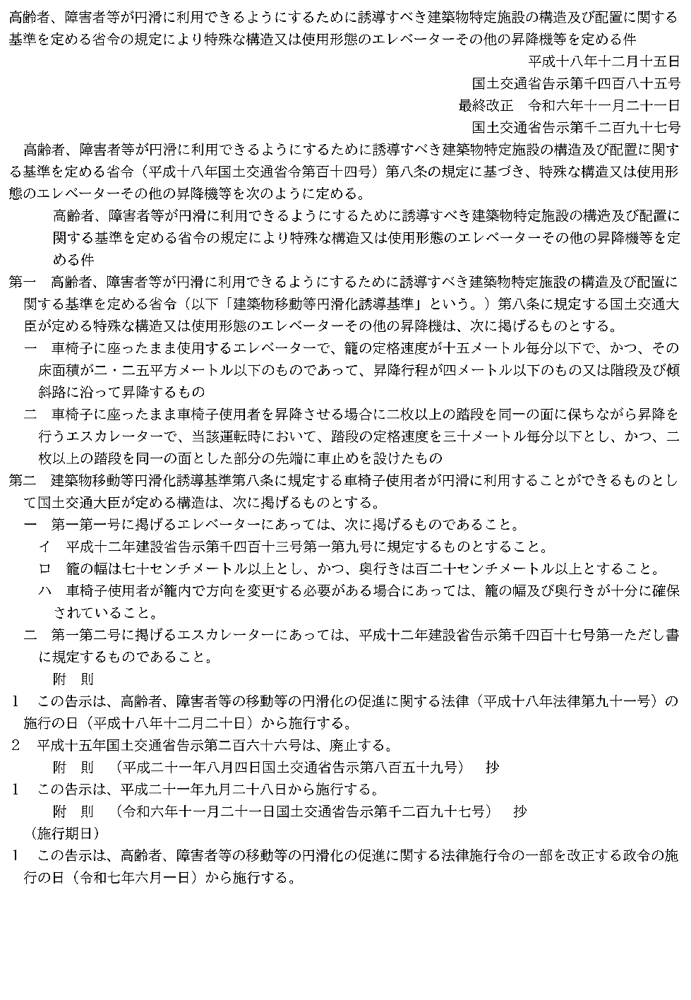 高齢者、障害者等が円滑に利用できるようにするために誘導すべき建築物特定施設の構造及び配置に関する
基準を定める省令の規定により特殊な構造又は使用形態のエレベーターその他の昇降機等を定める件
平成十八年十二月十五日
国土交通省告示第千四百八十五号
最終改正　令和六年十一月二十一日
国土交通省告示第千二百九十七号
高齢者、障害者等が円滑に利用できるようにするために誘導すべき建築物特定施設の構造及び配置に関す
る基準を定める省令（平成十八年国土交通省令第百十四号）第八条の規定に基づき、特殊な構造又は使用形
態のエレベーターその他の昇降機等を次のように定める。
高齢者、障害者等が円滑に利用できるようにするために誘導すべき建築物特定施設の構造及び配置に
関する基準を定める省令の規定により特殊な構造又は使用形態のエレベーターその他の昇降機等を定
める件
第一　高齢者、障害者等が円滑に利用できるようにするために誘導すべき建築物特定施設の構造及び配置に
関する基準を定める省令（以下「建築物移動等円滑化誘導基準」という。）第八条に規定する国土交通大
臣が定める特殊な構造又は使用形態のエレベーターその他の昇降機は、次に掲げるものとする。
一　車椅子に座ったまま使用するエレベーターで、籠の定格速度が十五メートル毎分以下で、かつ、その
床面積が二・二五平方メートル以下のものであって、昇降行程が四メートル以下のもの又は階段及び傾
斜路に沿って昇降するもの
二　車椅子に座ったまま車椅子使用者を昇降させる場合に二枚以上の踏段を同一の面に保ちながら昇降を
行うエスカレーターで、当該運転時において、踏段の定格速度を三十メートル毎分以下とし、かつ、二
枚以上の踏段を同一の面とした部分の先端に車止めを設けたもの
第二　建築物移動等円滑化誘導基準第八条に規定する車椅子使用者が円滑に利用することができるものとし
て国土交通大臣が定める構造は、次に掲げるものとする。
一　第一第一号に掲げるエレベーターにあっては、次に掲げるものであること。
イ　平成十二年建設省告示第千四百十三号第一第九号に規定するものとすること。
ロ　籠の幅は七十センチメートル以上とし、かつ、奥行きは百二十センチメートル以上とすること。
ハ　車椅子使用者が籠内で方向を変更する必要がある場合にあっては、籠の幅及び奥行きが十分に確保
されていること。
二　第一第二号に掲げるエスカレーターにあっては、平成十二年建設省告示第千四百十七号第一ただし書
に規定するものであること。
附　則
１　この告示は、高齢者、障害者等の移動等の円滑化の促進に関する法律（平成十八年法律第九十一号）の
施行の日（平成十八年十二月二十日）から施行する。
２　平成十五年国土交通省告示第二百六十六号は、廃止する。
附　則　（平成二十一年八月四日国土交通省告示第八百五十九号）　抄
１　この告示は、平成二十一年九月二十八日から施行する。
附　則　（令和六年十一月二十一日国土交通省告示第千二百九十七号）　抄
（施行期日）
１　この告示は、高齢者、障害者等の移動等の円滑化の促進に関する法律施行令の一部を改正する政令の施
行の日（令和七年六月一日）から施行する。